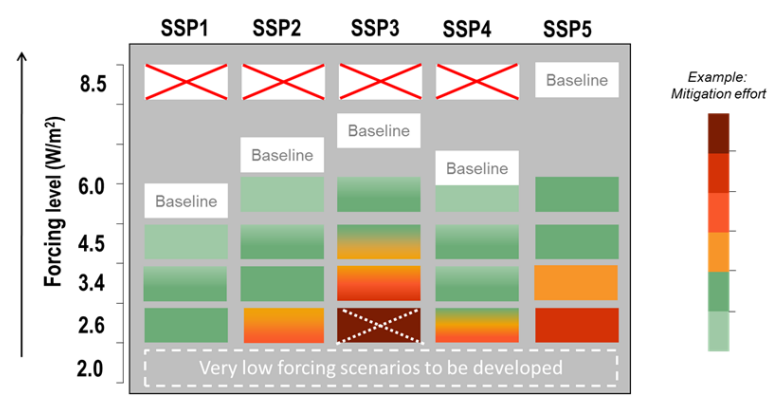 SSP1 SSP2 SSP3 SSP4 SSP5
Example:
Mitigation effort
Forcing level (W/m²)
8.5
Baseline
Baseline
Baseline
Baseline
6.0
Baseline
4.5
3.4
2.6
2.0
Very low forcing scenarios to be developed